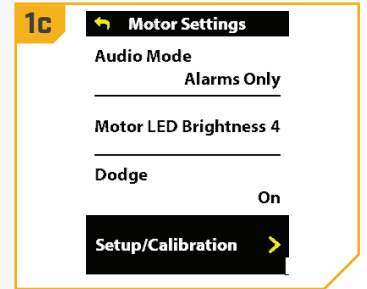 1c
Motor Settings
Audio Mode
Alarms Only
Motor LED Brightness 4
Dodge
On
Setup/Calibration